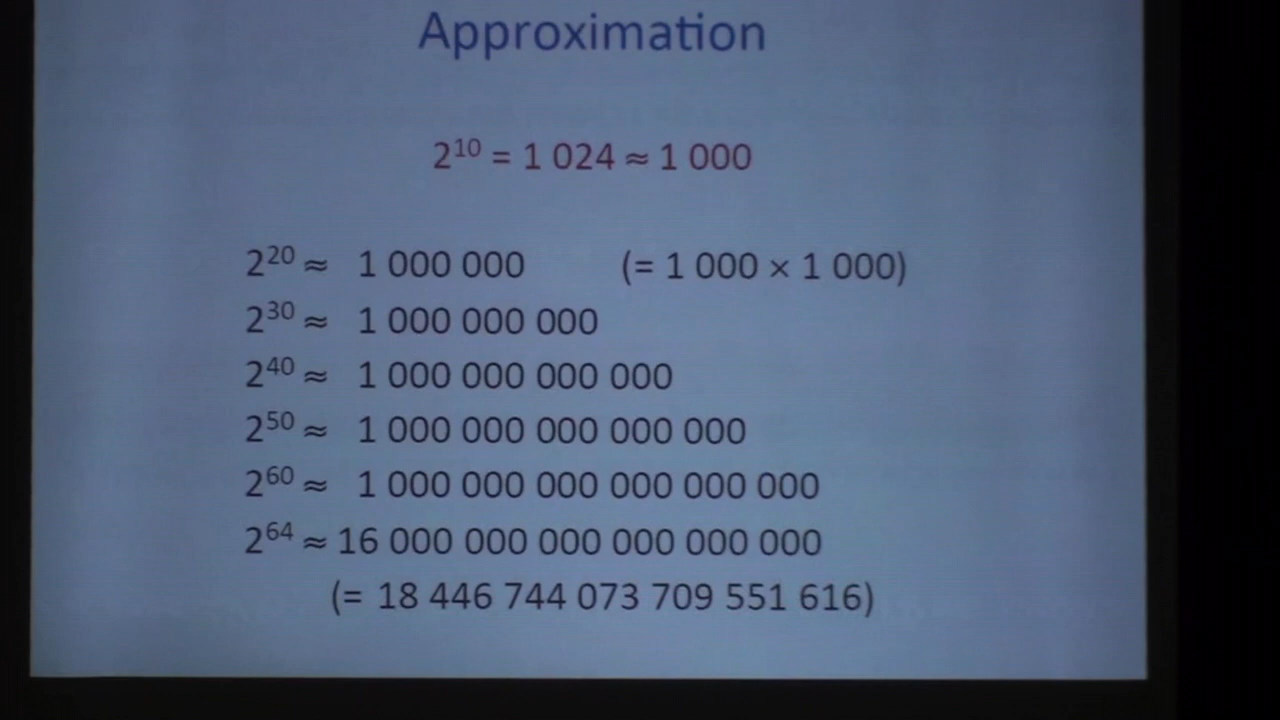 Approximation
2¹⁰ = 1 024 ≈ 1 000
2²⁰ ≈ 1 000 000 (= 1 000 × 1 000)
2³⁰ ≈ 1 000 000 000
2⁴⁰ ≈ 1 000 000 000 000
2⁵⁰ ≈ 1 000 000 000 000 000
2⁶⁰ ≈ 1 000 000 000 000 000 000
2⁶⁴ ≈ 16 000 000 000 000 000 000
(= 18 446 744 073 709 551 616)